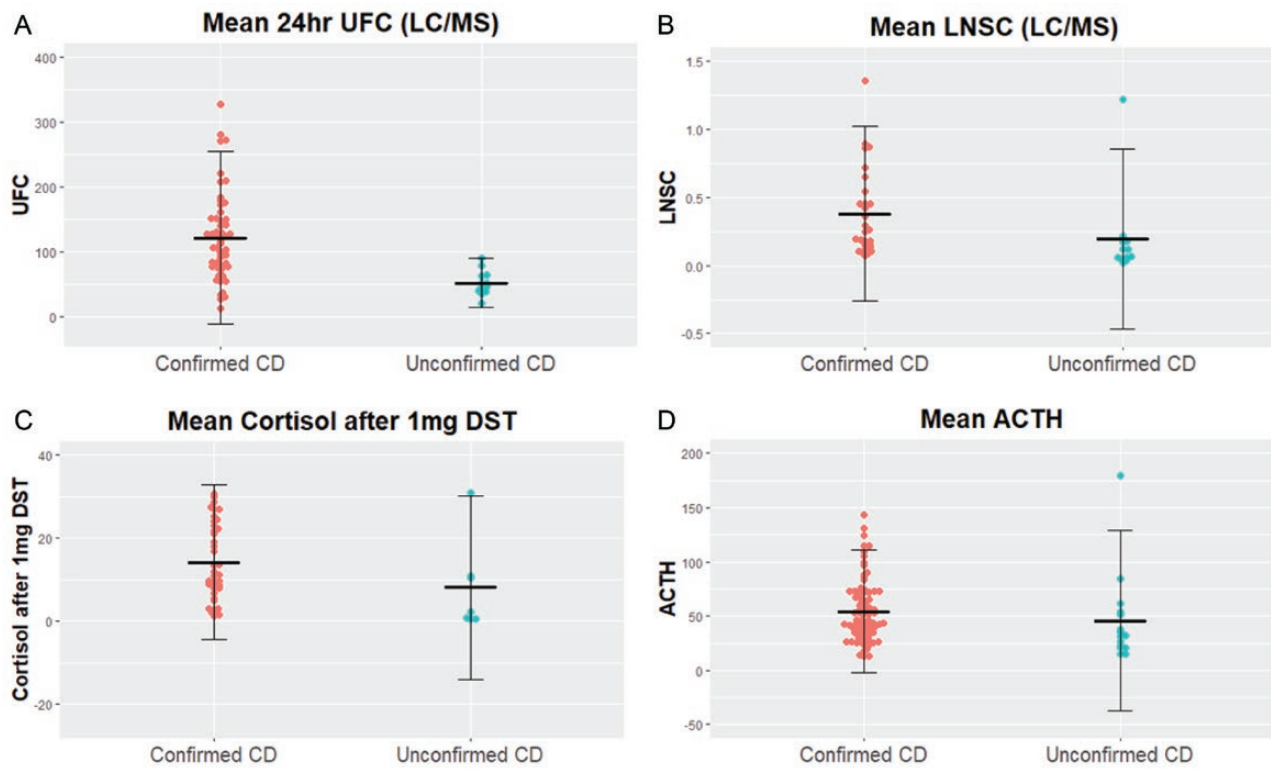 A
Mean 24hr UFC (LC/MS)
400
300
200
100
0
UFC
Confirmed CD
Unconfirmed CD
B
Mean LNSC (LC/MS)
1.5
1.0
0.5
0.0
-0.5
LNSC
Confirmed CD
Unconfirmed CD
C
Mean Cortisol after 1mg DST
40
20
0
-20
Cortisol after 1mg DST
Confirmed CD
Unconfirmed CD
D
Mean ACTH
200
150
100
50
0
-50
ACTH
Confirmed CD
Unconfirmed CD